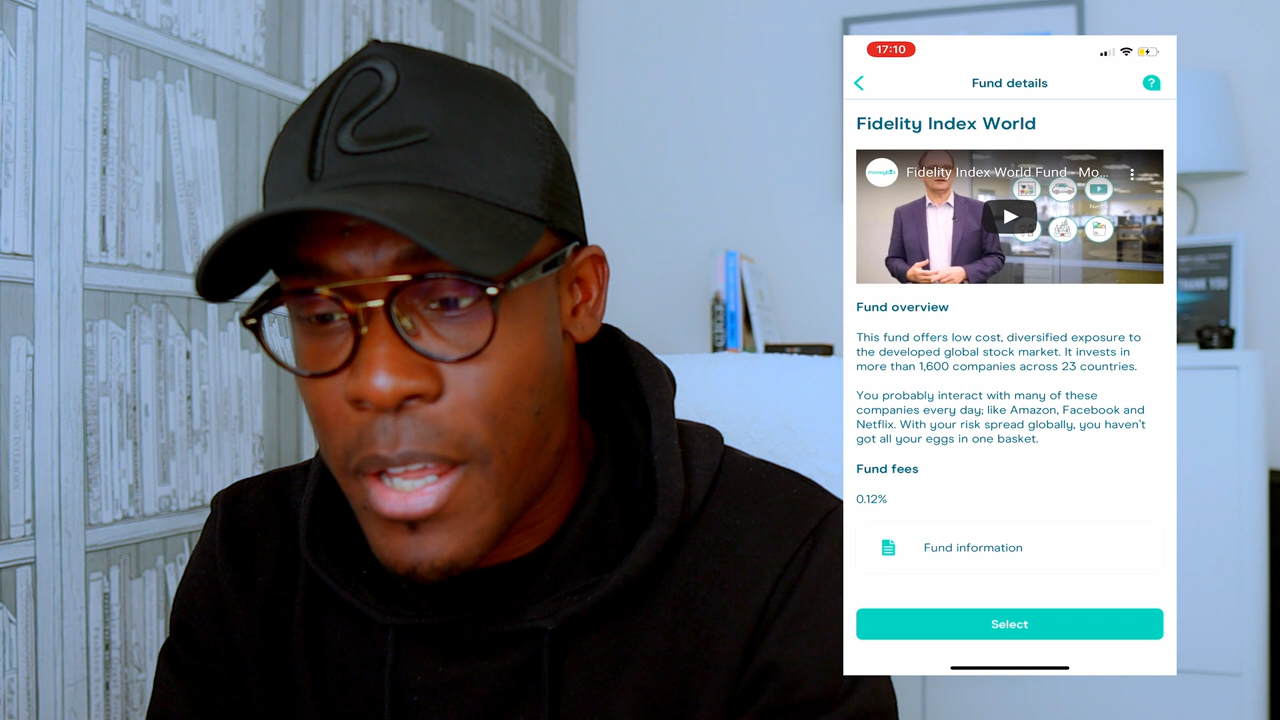 17:10
Fund details
?
Fidelity Index World
moneybox
Fidelity Index World Fund - Mo...
Fund overview
This fund offers low cost, diversified exposure to
the developed global stock market. It invests in
more than 1,600 companies across 23 countries.
You probably interact with many of these
companies every day; like Amazon, Facebook and
Netflix. With your risk spread globally, you haven't
got all your eggs in one basket.
Fund fees
0.12%
Fund information
Select